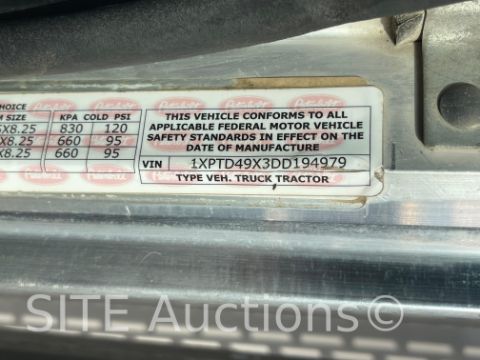 CHOICE
M SIZE KPA COLD PSI
X8.25 830 120
X8.25 660 95
X8.25 660 95
THIS VEHICLE CONFORMS TO ALL
APPLICABLE FEDERAL MOTOR VEHICLE
SAFETY STANDARDS IN EFFECT ON THE
DATE OF MANUFACTURE
VIN 1XPTD49X3DD194979
TYPE VEH. TRUCK TRACTOR
SITE Auctions ©